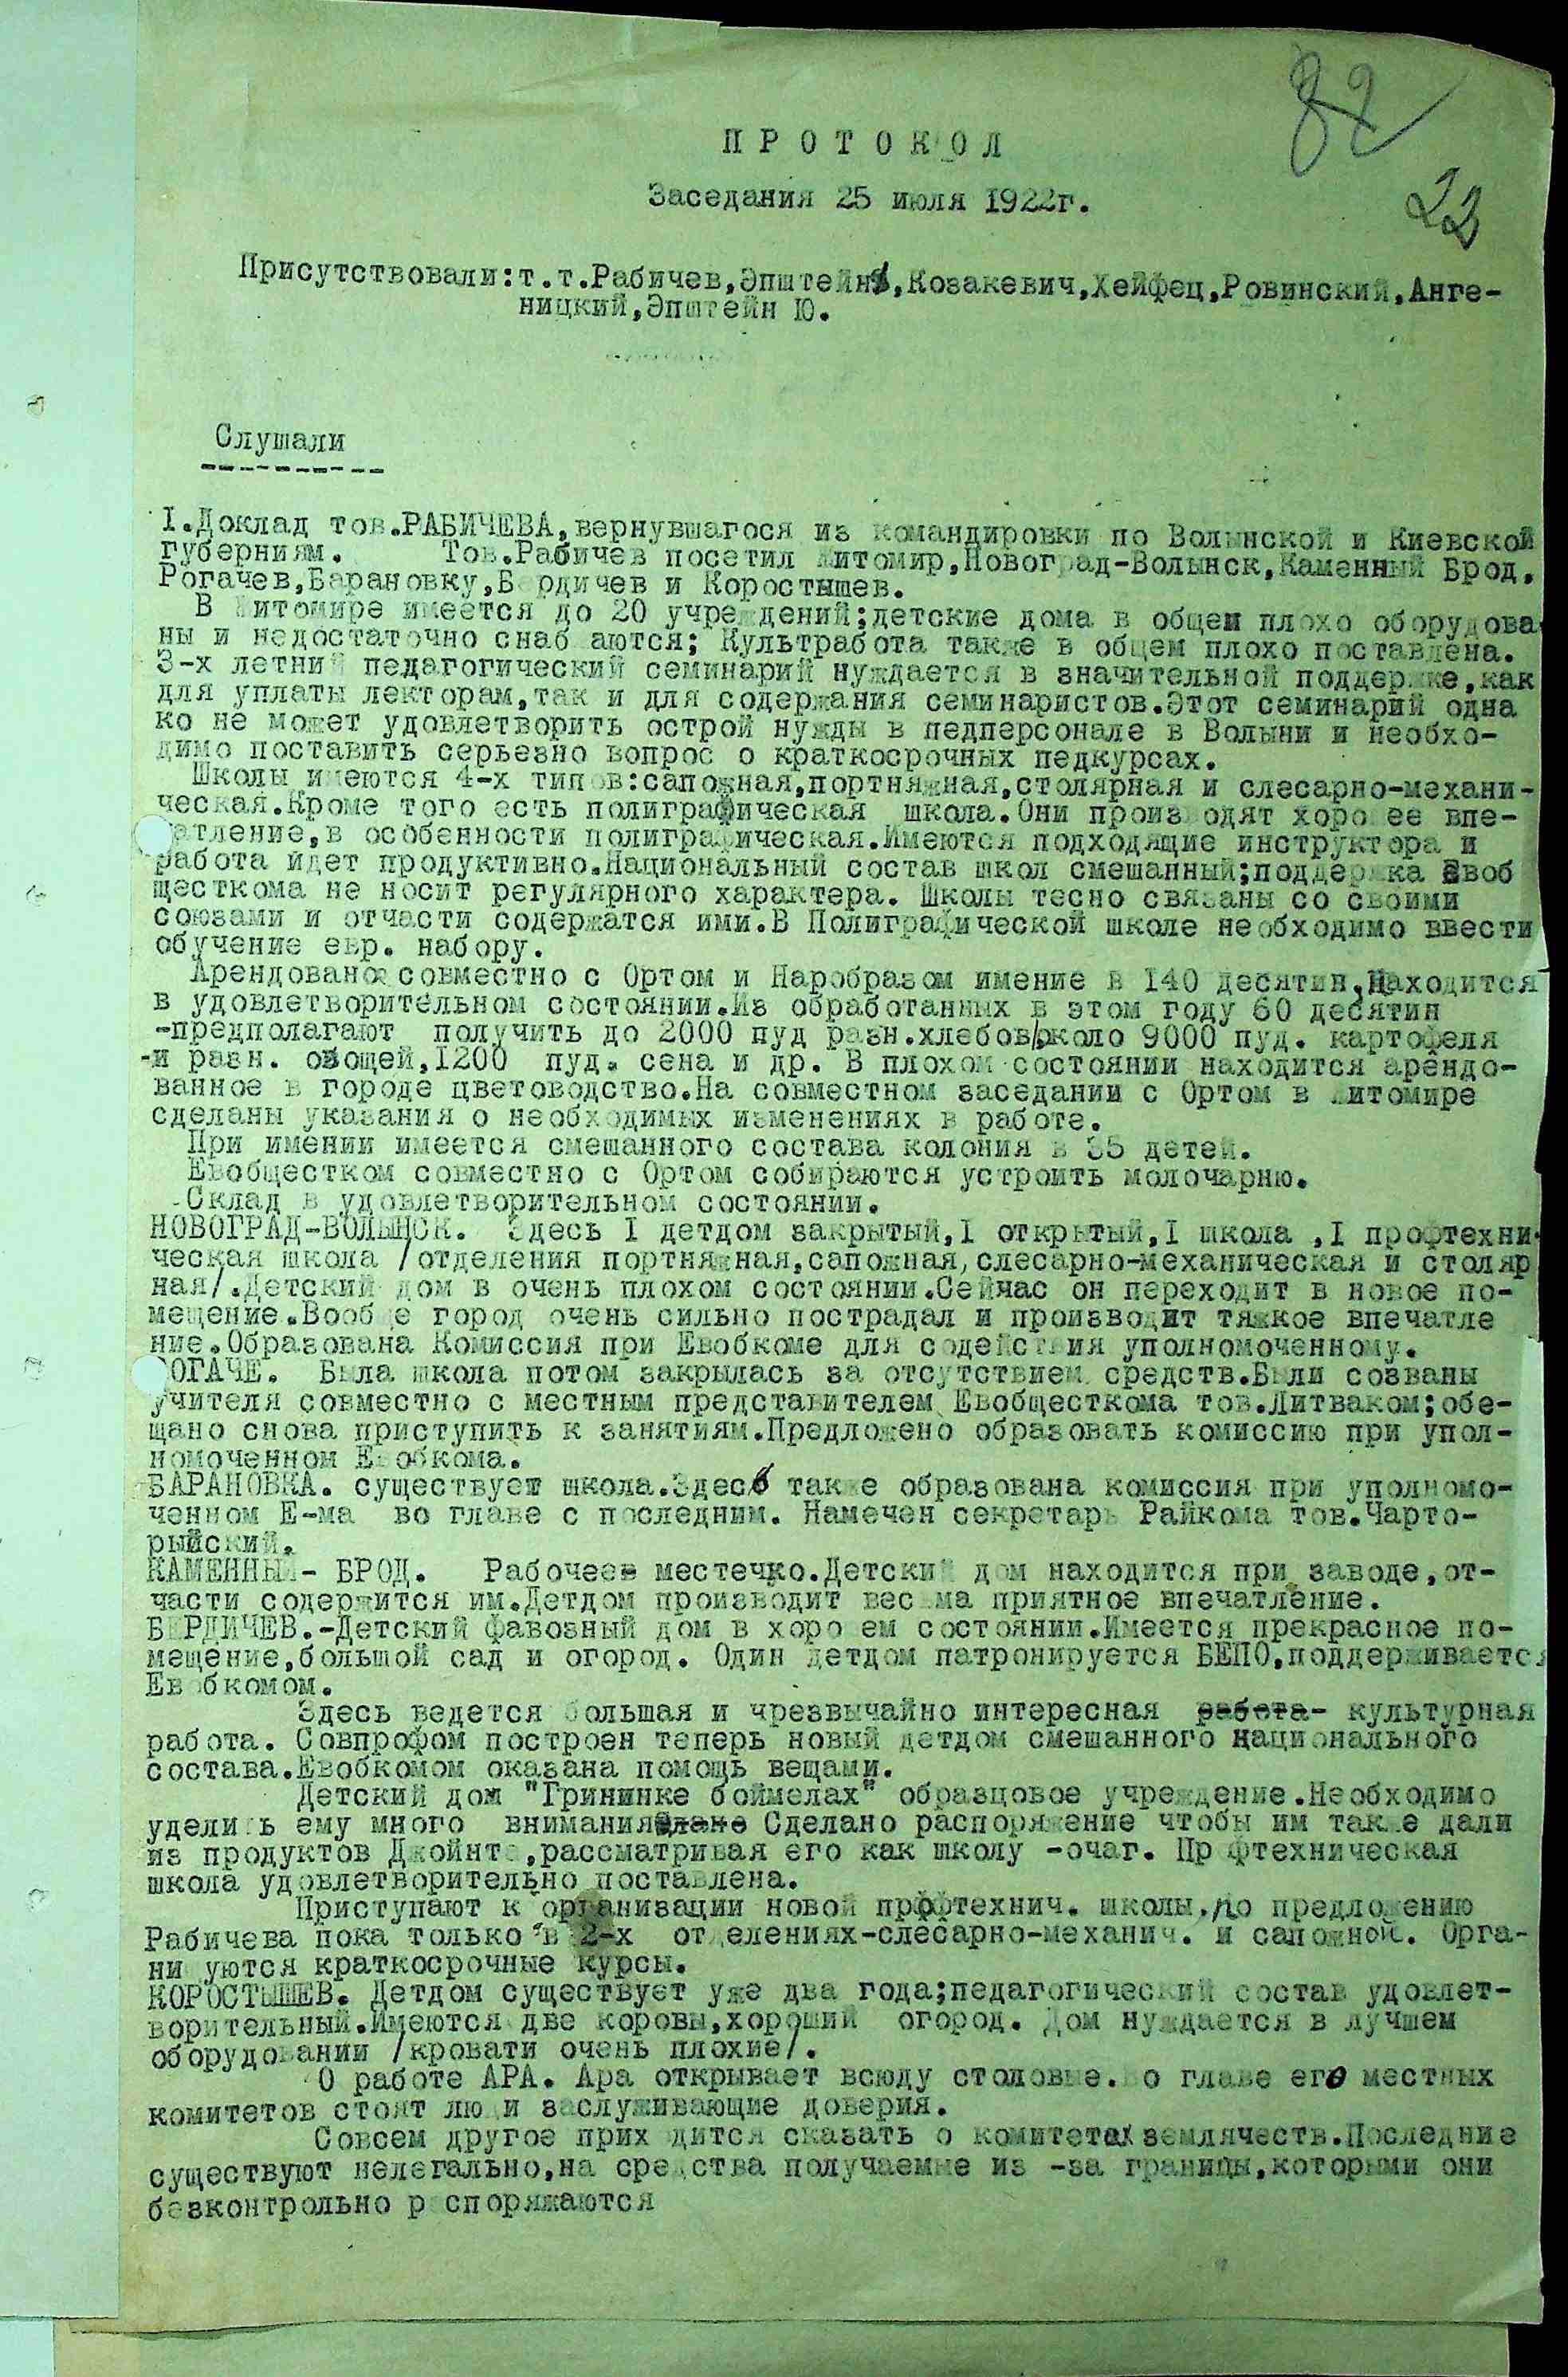 82
22
ПРОТОКОЛ
Заседания 25 июля 1922г.
Присутствовали:т.т.Рабичев,Эпштейн,Козакевич,Хейфец,Ровинский,Анге-
ницкий,Эпштейн Ю.
Слушали
I.Доклад тов.РАБИЧЕВА,вернувшагося из командировки по Волынской и Киевской
губерниям. Тов.Рабичев посетил Житомир,Новоград-Волынск,Каменный Брод,
Рогачев,Барановку,Бердичев и Коростышев.
В Житомире имеется до 20 учреждений;детские дома в общем плохо оборудова-
ны и недостаточно снабжаются; Культработа также в общем плохо поставлена.
3-х летний педагогический семинарий нуждается в значительной поддержке,как
для уплаты лекторам,так и для содержания семинаристов.Этот семинарий одна
ко не может удовлетворить острой нужды в педперсонале в Волыни и необхо-
димо поставить серьезно вопрос о краткосрочных педкурсах.
Школы имеются 4-х типов:сапожная,портняжная,столярная и слесарно-механи-
ческая.Кроме того есть полиграфическая школа.Они производят хорошее впе-
чатление,в особенности полиграфическая.Имеются подходящие инструктора и
работа идет продуктивно.Национальный состав школ смешанный;поддержка Евоб
щесткома не носит регулярного характера. Школы тесно связаны со своими
союзами и отчасти содержатся ими.В Полиграфической школе необходимо ввести
обучение евр. набору.
Арендовано совместно с Ортом и Наробразом имение в 140 десятин,Находится
в удовлетворительном состоянии.Из обработанных в этом году 60 десятин
-предполагают получить до 2000 пуд разн.хлебов/около 9000 пуд. картофеля
-и разн. овощей,1200 пуд. сена и др. В плохом состоянии находится арендо-
ванное в городе цветоводство.На совместном заседании с Ортом в Житомире
сделаны указания о необходимых изменениях в работе.
При имении имеется смешанного состава колония в 35 детей.
Евобщестком совместно с Ортом собираются устроить молочарню.
-Склад в удовлетворительном состоянии.
НОВОГРАД-ВОЛЫНСК. Здесь I детдом закрытый,I открытый,I школа ,I профтехни-
ческая школа /отделения портняжная,сапожная,слесарно-механическая и столяр
ная/.Детский дом в очень плохом состоянии.Сейчас он переходит в новое по-
мещение.Вообще город очень сильно пострадал и производит тяжкое впечатле
ние.Образована Комиссия при Евобкоме для содействия уполномоченному.
РОГАЧЕ. Была школа потом закрылась за отсутствием средств.Были созваны
учителя совместно с местным представителем Евобщесткома тов.Литваком;обе-
щано снова приступить к занятиям.Предложено образовать комиссию при упол-
номоченном Евобкома.
БАРАНОВКА. существует школа.Здесь также образована комиссия при уполномо-
ченном Е-ма во главе с последним. Намечен секретарь Райкома тов.Чарто-
рыйский.
КАМЕННЫЙ- БРОД. Рабочеев местечко.Детский дом находится при заводе,от-
части содержится им.Детдом производит весьма приятное впечатление.
БЕРДИЧЕВ.-Детский фавозный дом в хорошем состоянии.Имеется прекрасное по-
мещение,большой сад и огород. Один детдом патронируется БЕПО,поддерживается
Евобкомом.
Здесь ведется большая и чрезвычайно интересная работа- культурная
работа. Совпрофом построен теперь новый детдом смешанного национального
состава.Евобкомом оказана помощь вещами.
Детский дом "Грининке боймелах" образцовое учреждение.Необходимо
уделить ему много внимания Сделано распоряжение чтобы им также дали
из продуктов Джойнта,рассматривая его как школу -очаг. Профтехническая
школа удовлетворительно поставлена.
Приступают к организации новой профтехнич. школы,по предложению
Рабичева пока только в 2-х отделениях-слесарно-механич. и сапожной. Орга-
низуются краткосрочные курсы.
КОРОСТЫШЕВ. Детдом существует уже два года;педагогический состав удовлет-
ворительный.Имеются две коровы,хороший огород. Дом нуждается в лучшем
оборудовании /кровати очень плохие/.
О работе АРА. Ара открывает всюду столовые. Во главе его местных
комитетов стоят люди заслуживающие доверия.
Совсем другое приходится сказать о комитетах землячеств.Последние
существуют нелегально,на средства получаемые из -за границы,которыми они
безконтрольно распоряжаются